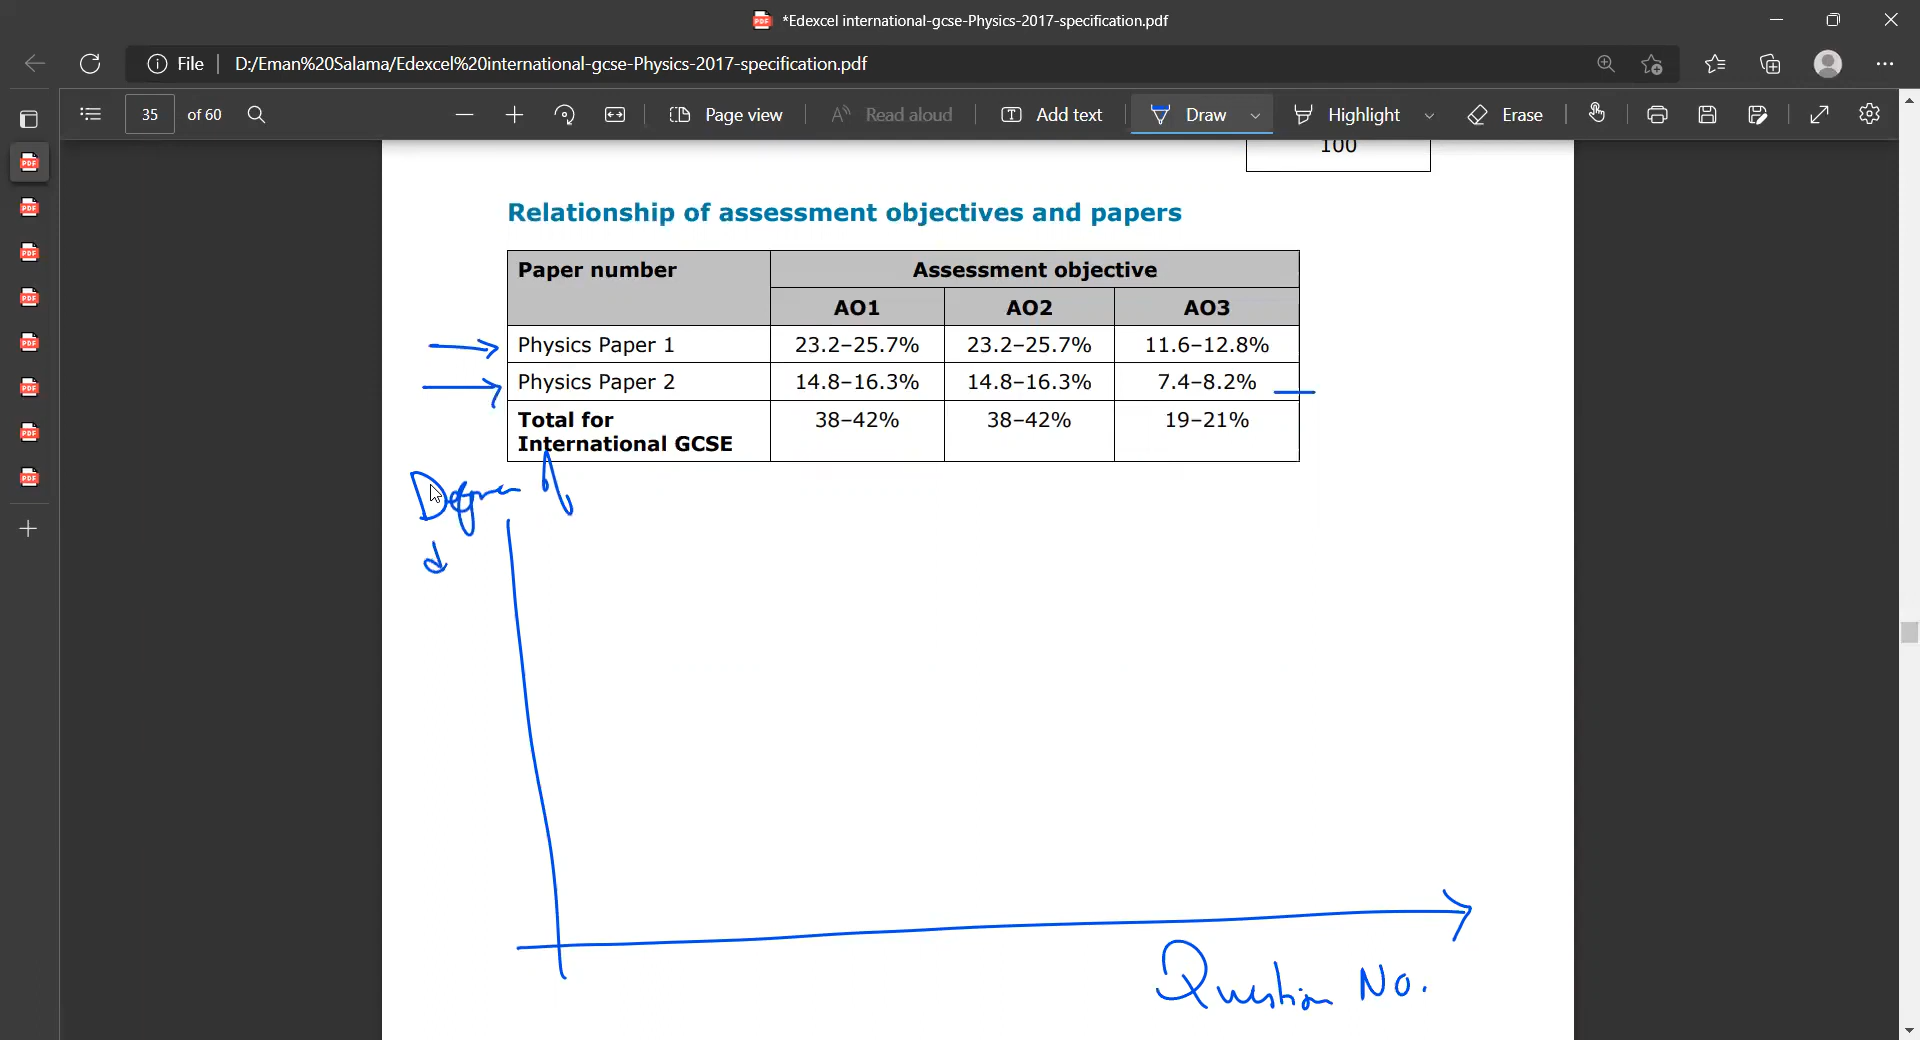 *Edexcel international-gcse-Physics-2017-specification.pdf
File D:/Eman%20Salama/Edexcel%20international-gcse-Physics-2017-specification.pdf
35 of 60 Page view Read aloud Add text Draw Highlight Erase
100
Relationship of assessment objectives and papers
Paper number Assessment objective
AO1 AO2 AO3
Physics Paper 1 23.2–25.7% 23.2–25.7% 11.6–12.8%
Physics Paper 2 14.8–16.3% 14.8–16.3% 7.4–8.2%
Total for 38–42% 38–42% 19–21%
International GCSE
Degree of
Question No.